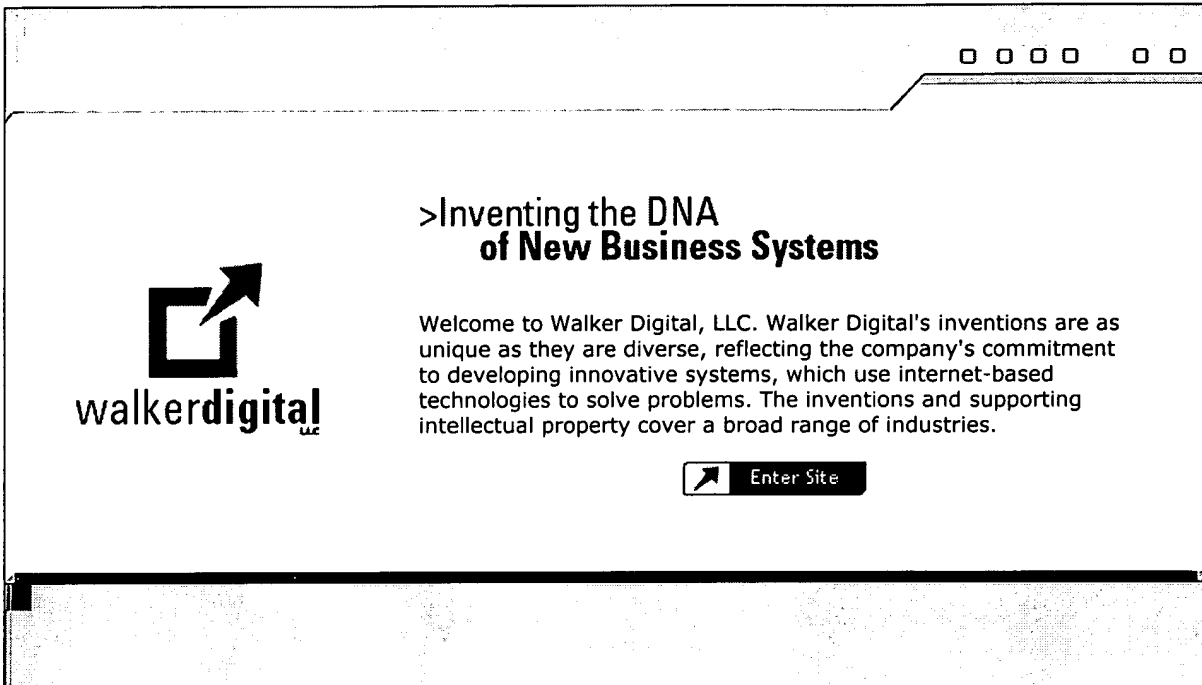 >Inventing the DNA
of New Business Systems
Welcome to Walker Digital, LLC. Walker Digital's inventions are as
unique as they are diverse, reflecting the company's commitment
to developing innovative systems, which use internet-based
technologies to solve problems. The inventions and supporting
intellectual property cover a broad range of industries.
walkerdigital
LLC
Enter Site